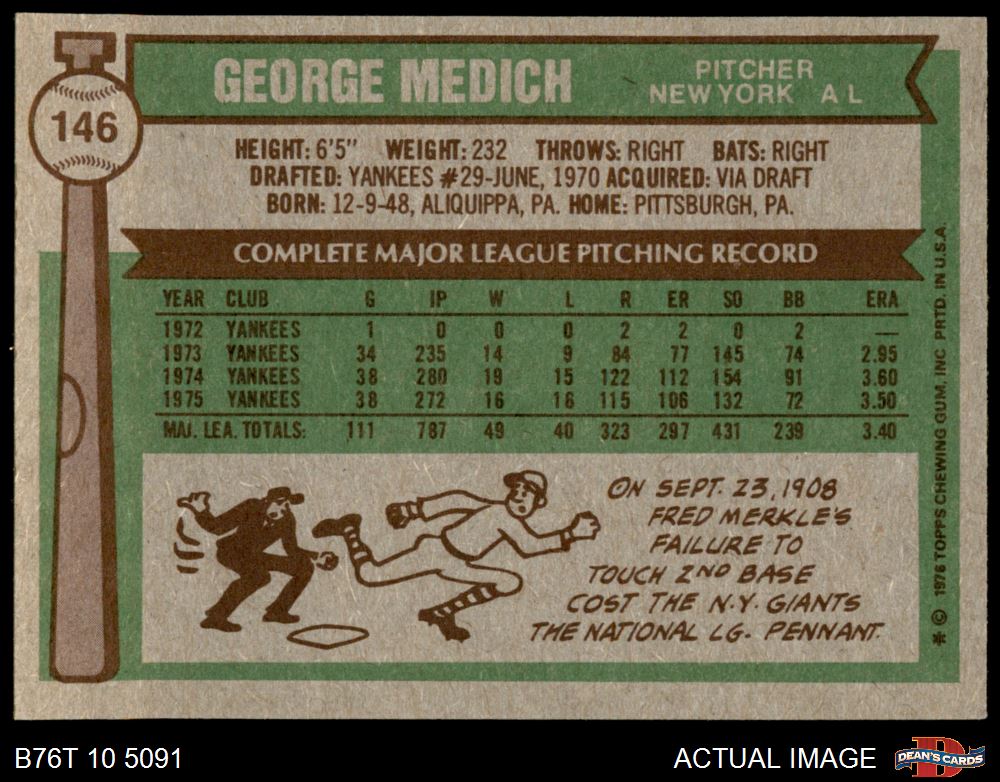 146
GEORGE MEDICH
PITCHER
NEW YORK A L
HEIGHT: 6'5" WEIGHT: 232 THROWS: RIGHT BATS: RIGHT
DRAFTED: YANKEES #29-JUNE, 1970 ACQUIRED: VIA DRAFT
BORN: 12-9-48, ALIQUIPPA, PA. HOME: PITTSBURGH, PA.
COMPLETE MAJOR LEAGUE PITCHING RECORD
YEAR CLUB G IP W L R ER SO BB ERA
1972 YANKEES 1 0 0 0 2 2 0 2 —
1973 YANKEES 34 235 14 9 84 77 145 74 2.95
1974 YANKEES 38 280 19 15 122 112 154 91 3.60
1975 YANKEES 38 272 16 16 115 106 132 72 3.50
MAJ. LEA. TOTALS: 111 787 49 40 323 297 431 239 3.40
ON SEPT. 23, 1908
FRED MERKLE'S
FAILURE TO
TOUCH 2ND BASE
COST THE N.Y. GIANTS
THE NATIONAL LG. PENNANT.
* © 1976 TOPPS CHEWING GUM, INC PRTD. IN U.S.A.
B76T 10 5091
ACTUAL IMAGE
D
DEAN'S CARDS